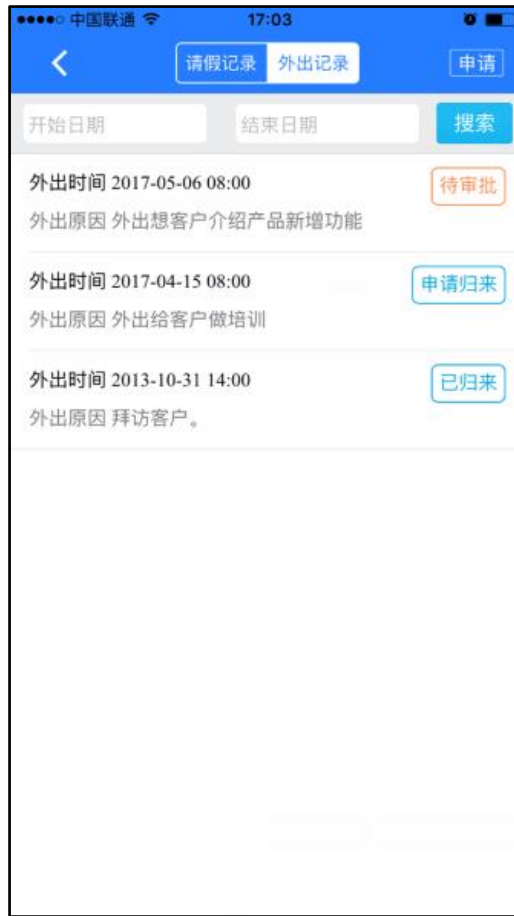 中国联通 17:03
请假记录 外出记录 申请
开始日期 结束日期 搜索
外出时间 2017-05-06 08:00 待审批
外出原因 外出想客户介绍产品新增功能
外出时间 2017-04-15 08:00 申请归来
外出原因 外出给客户做培训
外出时间 2013-10-31 14:00 已归来
外出原因 拜访客户。